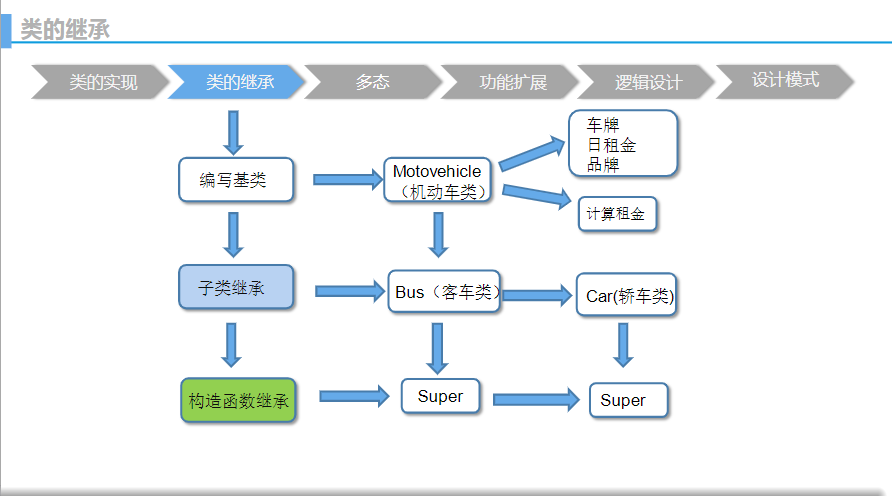 类的继承
类的实现
类的继承
多态
功能扩展
逻辑设计
设计模式
编写基类
Motovehicle
（机动车类）
车牌
日租金
品牌
计算租金
子类继承
Bus（客车类）
Car(轿车类)
构造函数继承
Super
Super